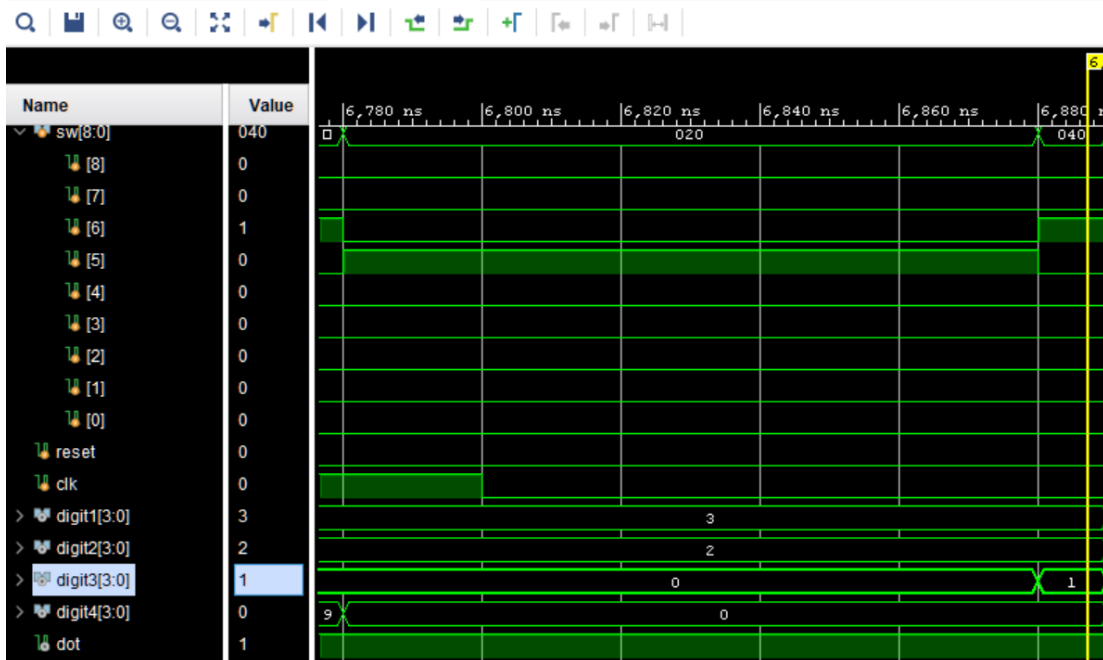 6
Name Value 6,780 ns 6,800 ns 6,820 ns 6,840 ns 6,860 ns 6,880
sw[8:0] 040 020 040
[8] 0
[7] 0
[6] 1
[5] 0
[4] 0
[3] 0
[2] 0
[1] 0
[0] 0
reset 0
clk 0
digit1[3:0] 3 3
digit2[3:0] 2 2
digit3[3:0] 1 0 1
digit4[3:0] 0 9 0
dot 1